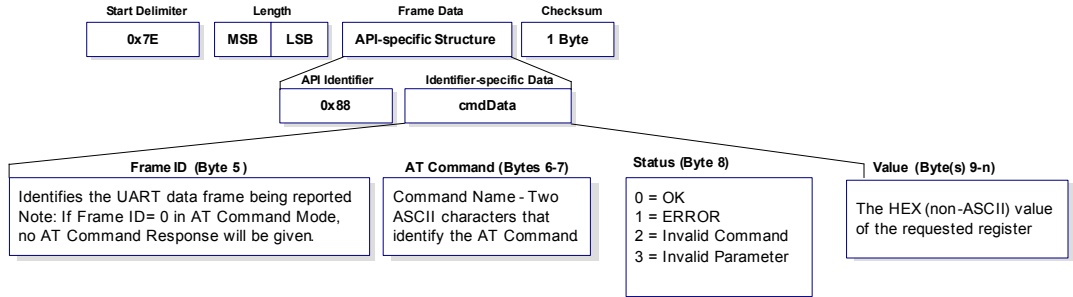 Start Delimiter
Length
Frame Data
Checksum
0x7E
MSB
LSB
API-specific Structure
1 Byte
API Identifier
Identifier-specific Data
0x88
cmdData
Frame ID (Byte 5 )
Identifies the UART data frame being reported
Note: If Frame ID= 0 in AT Command Mode,
no AT Command Response will be given.
AT Command (Bytes 6-7)
Command Name - Two
ASCII characters that
identify the AT Command.
Status (Byte 8)
0 = OK
1 = ERROR
2 = Invalid Command
3 = Invalid Parameter
Value (Byte(s) 9-n)
The HEX (non-ASCII) value
of the requested register